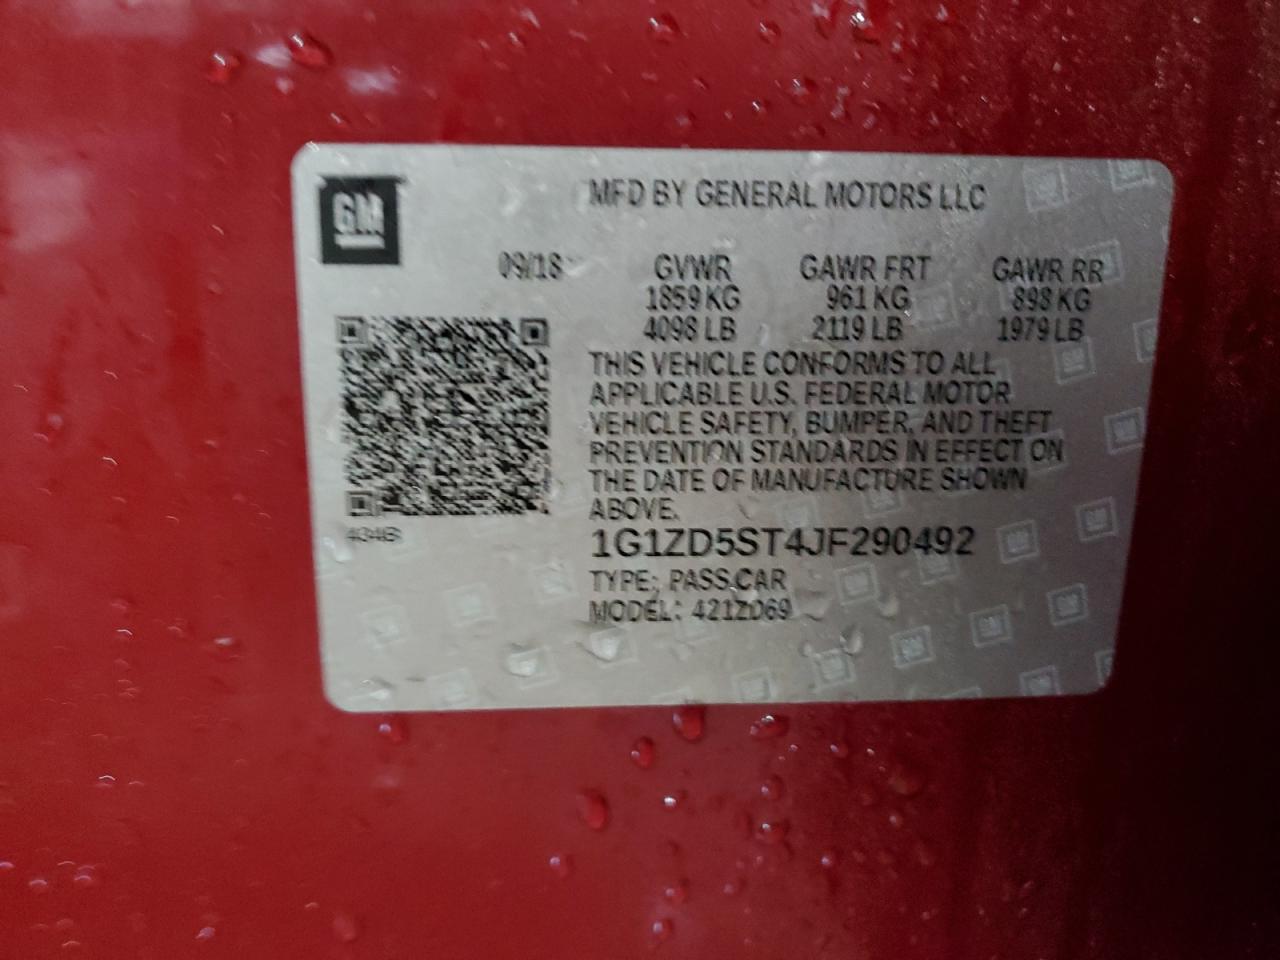 GM
MFD BY GENERAL MOTORS LLC
09/18 GVWR GAWR FRT GAWR RR
1859 KG 961 KG 898 KG
4098 LB 2119 LB 1979 LB
THIS VEHICLE CONFORMS TO ALL
APPLICABLE U.S. FEDERAL MOTOR
VEHICLE SAFETY, BUMPER, AND THEFT
PREVENTION STANDARDS IN EFFECT ON
THE DATE OF MANUFACTURE SHOWN
ABOVE.
1G1ZD5ST4JF290492
TYPE: PASS CAR
MODEL: 421ZD69